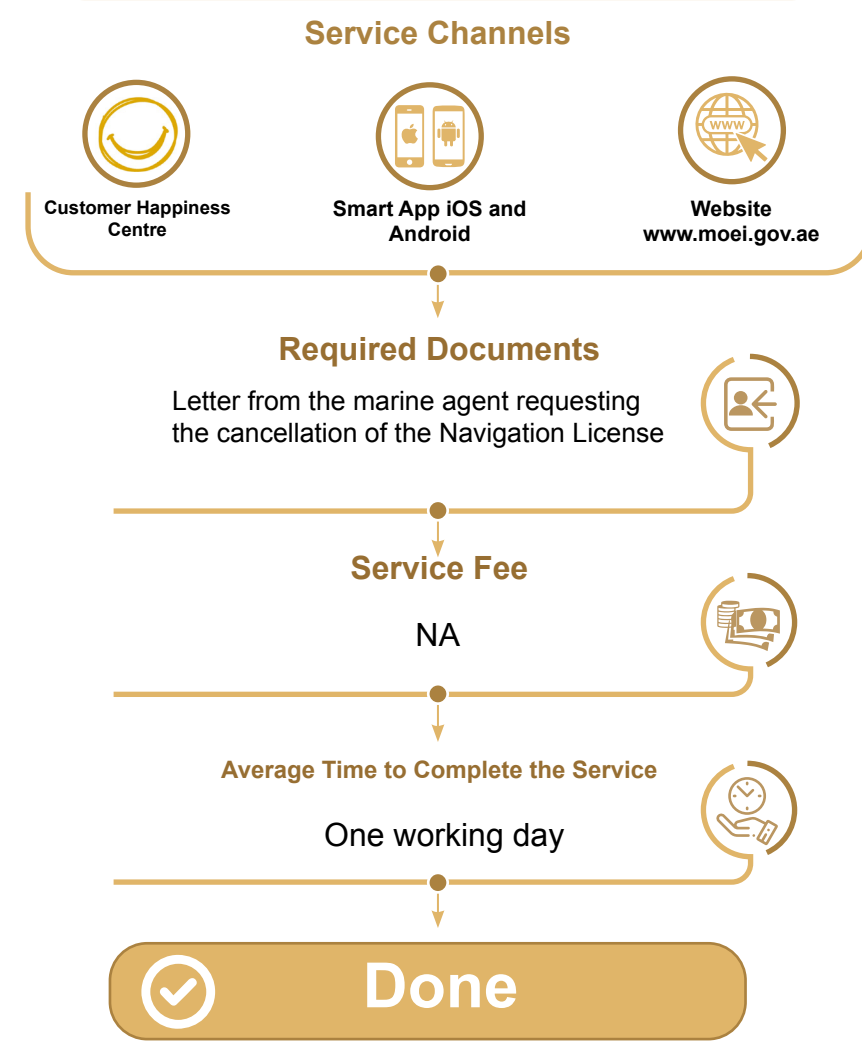 Service Channels
Customer Happiness
Centre
Smart App iOS and
Android
WWW
Website
www.moei.gov.ae
Required Documents
Letter from the marine agent requesting
the cancellation of the Navigation License
Service Fee
NA
Average Time to Complete the Service
One working day
Done